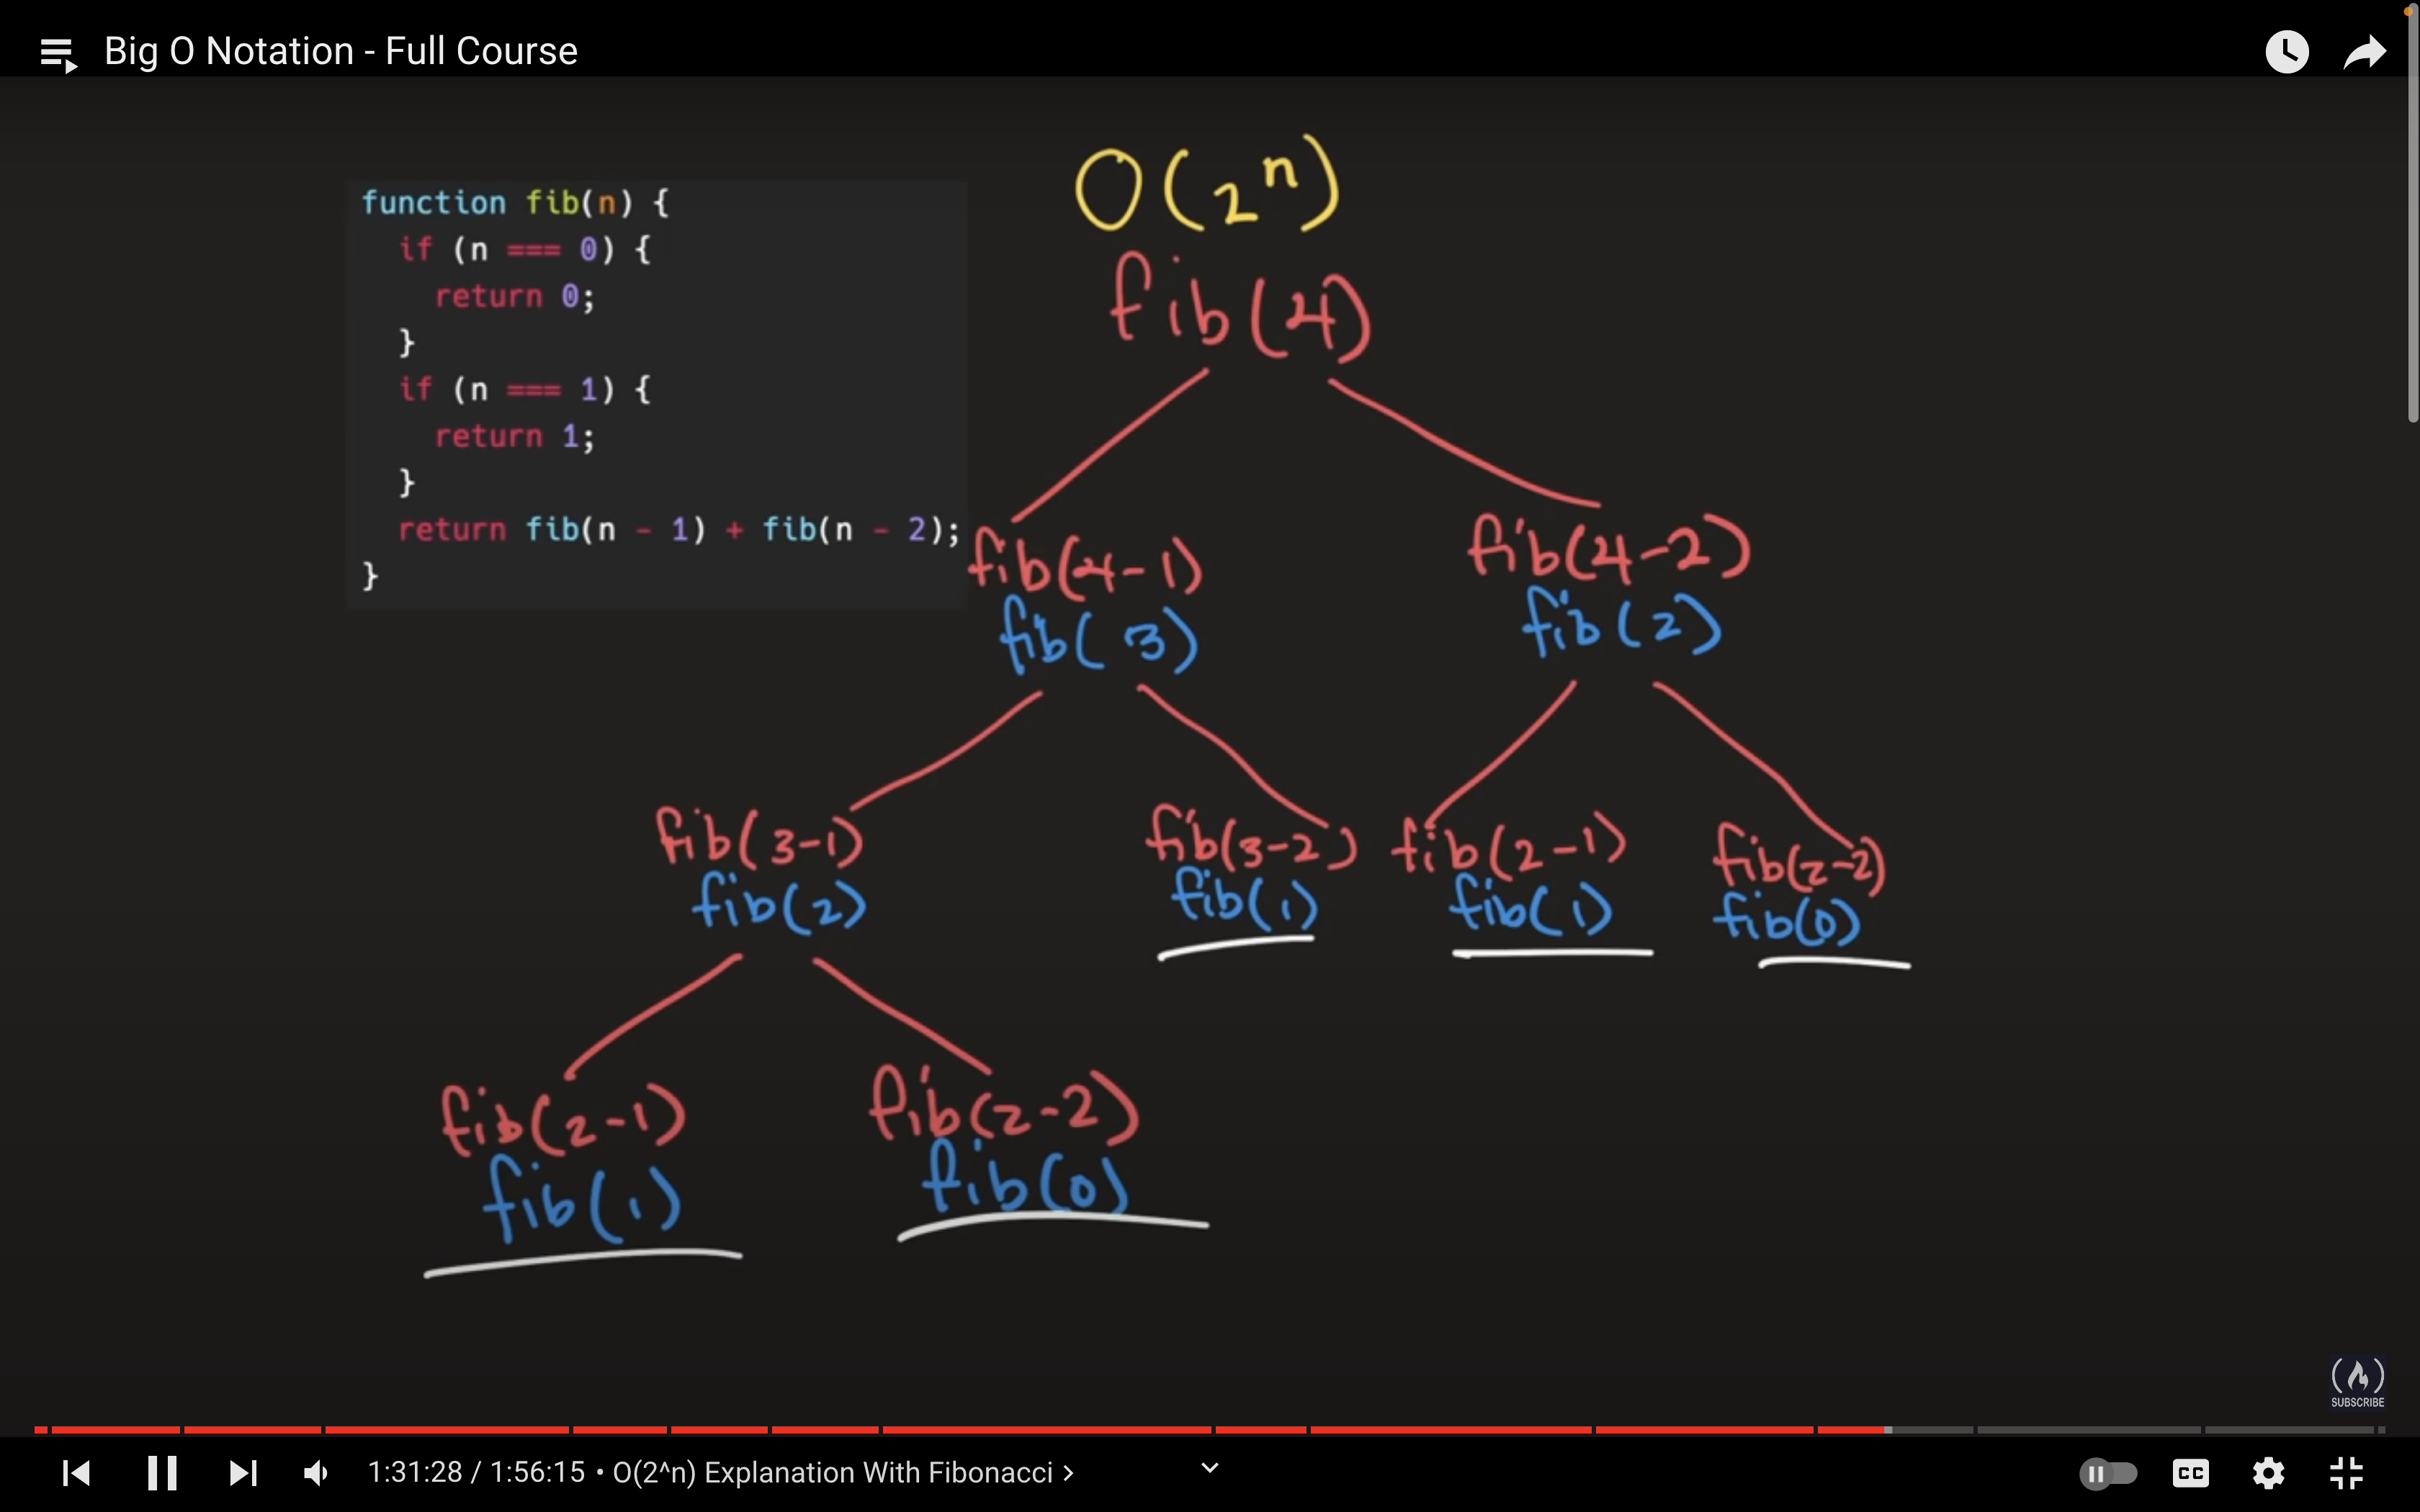 Big O Notation - Full Course
O(2^n)
function fib(n) {
if (n === 0) {
return 0;
}
if (n === 1) {
return 1;
}
return fib(n - 1) + fib(n - 2);
}
fib(4)
fib(4-1)
fib(3)
fib(4-2)
fib(2)
fib(3-1)
fib(2)
fib(3-2)
fib(1)
fib(2-1)
fib(1)
fib(2-2)
fib(0)
fib(2-1)
fib(1)
fib(2-2)
fib(0)
SUBSCRIBE
1:31:28 / 1:56:15 • O(2^n) Explanation With Fibonacci >
CC